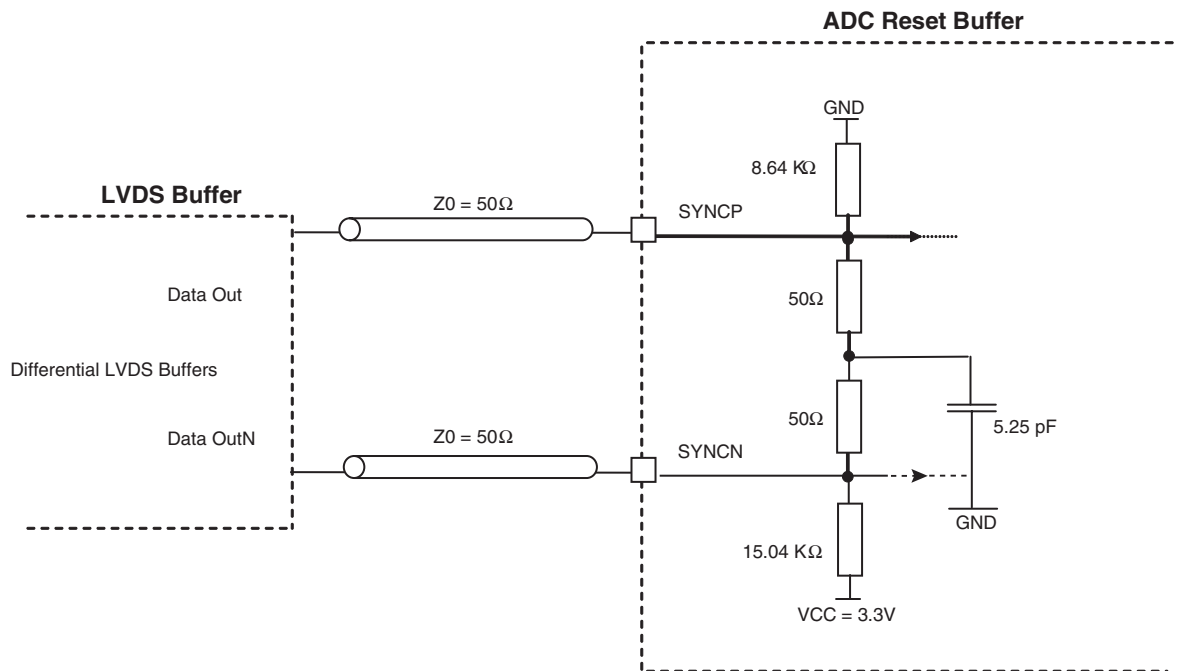 ADC Reset Buffer
GND
8.64 KΩ
LVDS Buffer
Z0 = 50Ω
SYNCP
Data Out
50Ω
Differential LVDS Buffers
50Ω
5.25 pF
Data OutN
Z0 = 50Ω
SYNCN
GND
15.04 KΩ
VCC = 3.3V